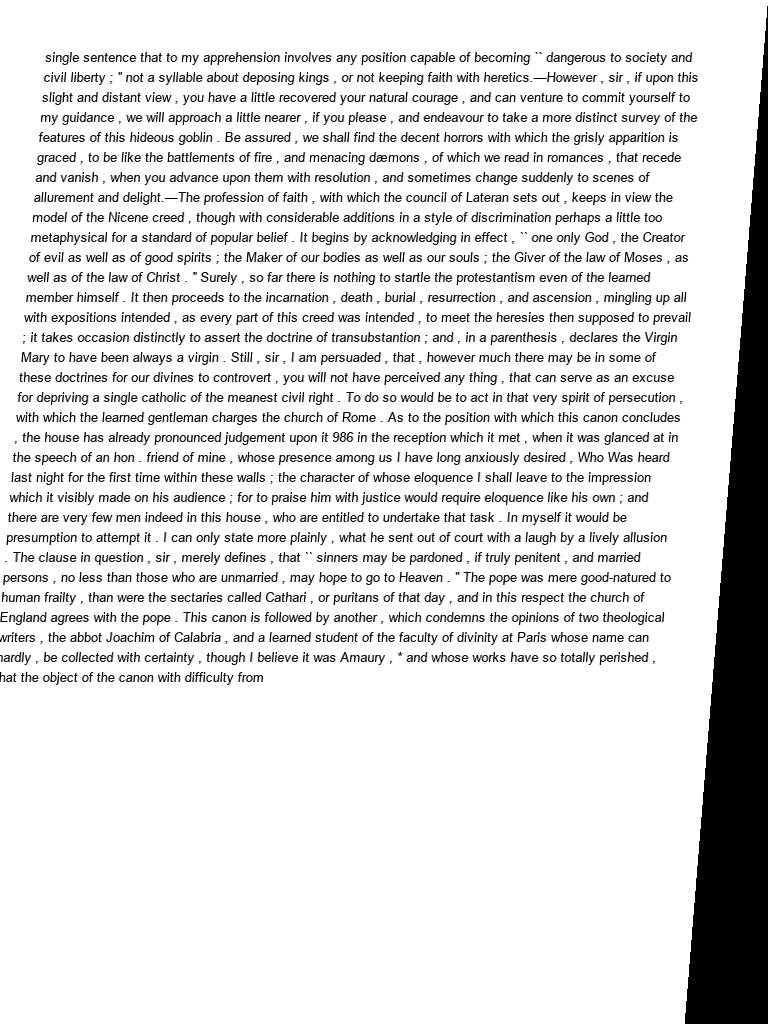 single sentence that to my apprehension involves any position capable of becoming `` dangerous to society and
civil liberty ; " not a syllable about deposing kings , or not keeping faith with heretics.—However , sir , if upon this
slight and distant view , you have a little recovered your natural courage , and can venture to commit yourself to
my guidance , we will approach a little nearer , if you please , and endeavour to take a more distinct survey of the
features of this hideous goblin . Be assured , we shall find the decent horrors with which the grisly apparition is
graced , to be like the battlements of fire , and menacing dæmons , of which we read in romances , that recede
and vanish , when you advance upon them with resolution , and sometimes change suddenly to scenes of
allurement and delight.—The profession of faith , with which the council of Lateran sets out , keeps in view the
model of the Nicene creed , though with considerable additions in a style of discrimination perhaps a little too
metaphysical for a standard of popular belief . It begins by acknowledging in effect , `` one only God , the Creator
of evil as well as of good spirits ; the Maker of our bodies as well as our souls ; the Giver of the law of Moses , as
well as of the law of Christ . " Surely , so far there is nothing to startle the protestantism even of the learned
member himself . It then proceeds to the incarnation , death , burial , resurrection , and ascension , mingling up all
with expositions intended , as every part of this creed was intended , to meet the heresies then supposed to prevail
; it takes occasion distinctly to assert the doctrine of transubstantion ; and , in a parenthesis , declares the Virgin
Mary to have been always a virgin . Still , sir , I am persuaded , that , however much there may be in some of
these doctrines for our divines to controvert , you will not have perceived any thing , that can serve as an excuse
for depriving a single catholic of the meanest civil right . To do so would be to act in that very spirit of persecution ,
with which the learned gentleman charges the church of Rome . As to the position with which this canon concludes
, the house has already pronounced judgement upon it 986 in the reception which it met , when it was glanced at in
the speech of an hon . friend of mine , whose presence among us I have long anxiously desired , Who Was heard
last night for the first time within these walls ; the character of whose eloquence I shall leave to the impression
which it visibly made on his audience ; for to praise him with justice would require eloquence like his own ; and
there are very few men indeed in this house , who are entitled to undertake that task . In myself it would be
presumption to attempt it . I can only state more plainly , what he sent out of court with a laugh by a lively allusion
. The clause in question , sir , merely defines , that `` sinners may be pardoned , if truly penitent , and married
persons , no less than those who are unmarried , may hope to go to Heaven . " The pope was mere good-natured to
human frailty , than were the sectaries called Cathari , or puritans of that day , and in this respect the church of
England agrees with the pope . This canon is followed by another , which condemns the opinions of two theological
writers , the abbot Joachim of Calabria , and a learned student of the faculty of divinity at Paris whose name can
hardly , be collected with certainty , though I believe it was Amaury , * and whose works have so totally perished ,
hat the object of the canon with difficulty from